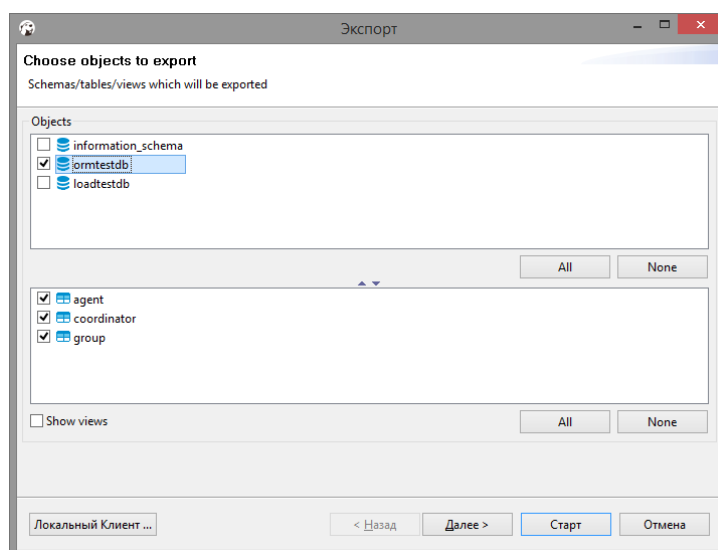 Экспорт
Choose objects to export
Schemas/tables/views which will be exported
Objects
information_schema
ormtestdb
loadtestdb
All None
agent
coordinator
group
Show views All None
Локальный Клиент ... < Назад Далее > Старт Отмена